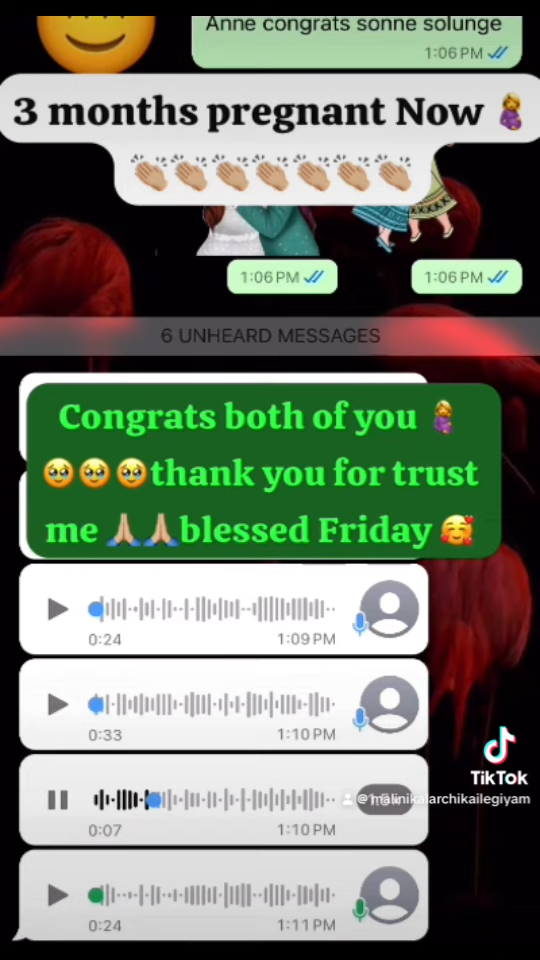 Anne congrats sonne solunge
1:06 PM
3 months pregnant Now 🤰
👏🏼👏🏼👏🏼👏🏼👏🏼👏🏼👏🏼
1:06 PM
1:06 PM
6 UNHEARD MESSAGES
Congrats both of you 🤰
🥹🥹🥹thank you for trust
me 🙏🏼🙏🏼blessed Friday 🥰
0:24
1:09 PM
0:33
1:10 PM
TikTok
@malinikalarchikailegiyam
0:07
1:10 PM
0:24
1:11 PM